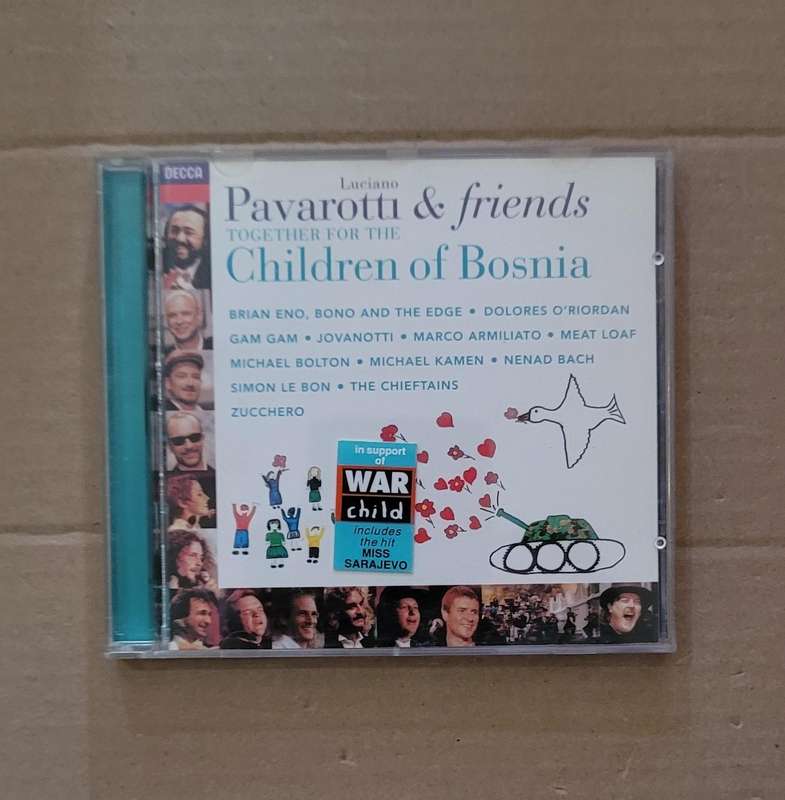 DECCA
Luciano
Pavarotti & friends
TOGETHER FOR THE
Children of Bosnia
BRIAN ENO, BONO AND THE EDGE • DOLORES O'RIORDAN
GAM GAM • JOVANOTTI • MARCO ARMILIATO • MEAT LOAF
MICHAEL BOLTON • MICHAEL KAMEN • NENAD BACH
SIMON LE BON • THE CHIEFTAINS
ZUCCHERO
in support
of
WAR
child
includes
the hit
MISS
SARAJEVO